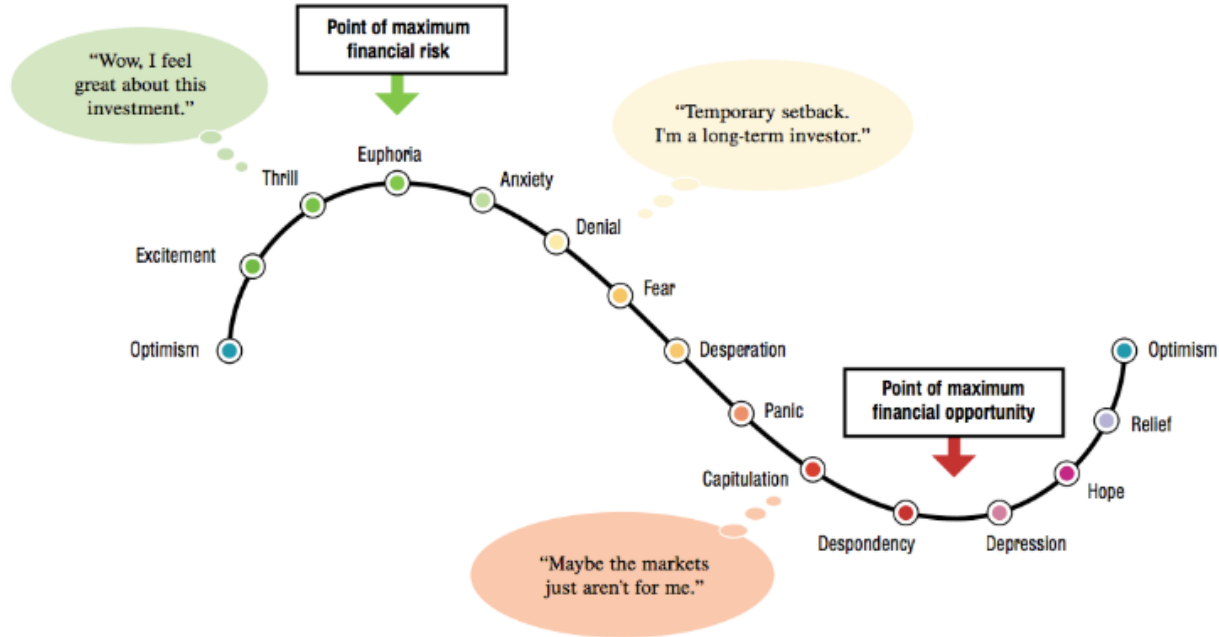 Point of maximum
financial risk
“Wow, I feel
great about this
investment.”
“Temporary setback.
I'm a long-term investor.”
Euphoria
Thrill
Anxiety
Denial
Excitement
Fear
Optimism
Desperation
Optimism
Point of maximum
financial opportunity
Panic
Relief
Capitulation
Hope
Despondency
Depression
“Maybe the markets
just aren't for me.”